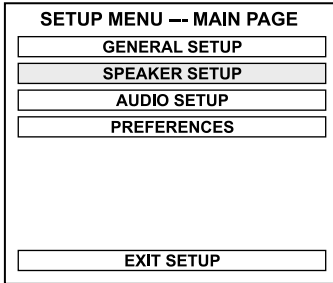 SETUP MENU –- MAIN PAGE
GENERAL SETUP
SPEAKER SETUP
AUDIO SETUP
PREFERENCES
EXIT SETUP